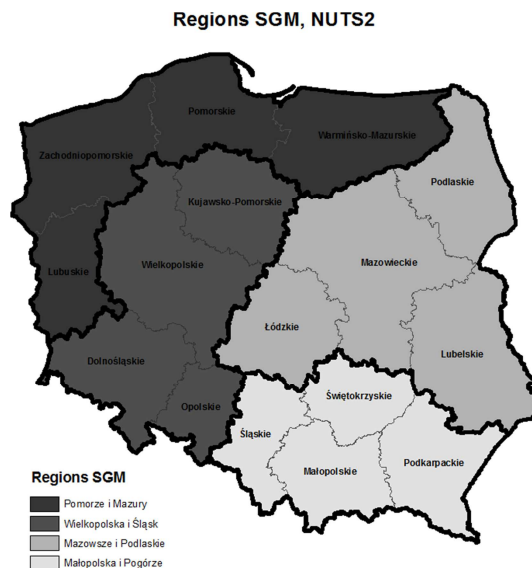 Regions SGM, NUTS2
Pomorskie
Warmińsko-Mazurskie
Zachodniopomorskie
Podlaskie
Kujawsko-Pomorskie
Lubuskie
Wielkopolskie
Mazowieckie
Łódzkie
Lubelskie
Dolnośląskie
Opolskie
Świętokrzyskie
Śląskie
Podkarpackie
Małopolskie
Regions SGM
Pomorze i Mazury
Wielkopolska i Śląsk
Mazowsze i Podlaskie
Małopolska i Pogórze